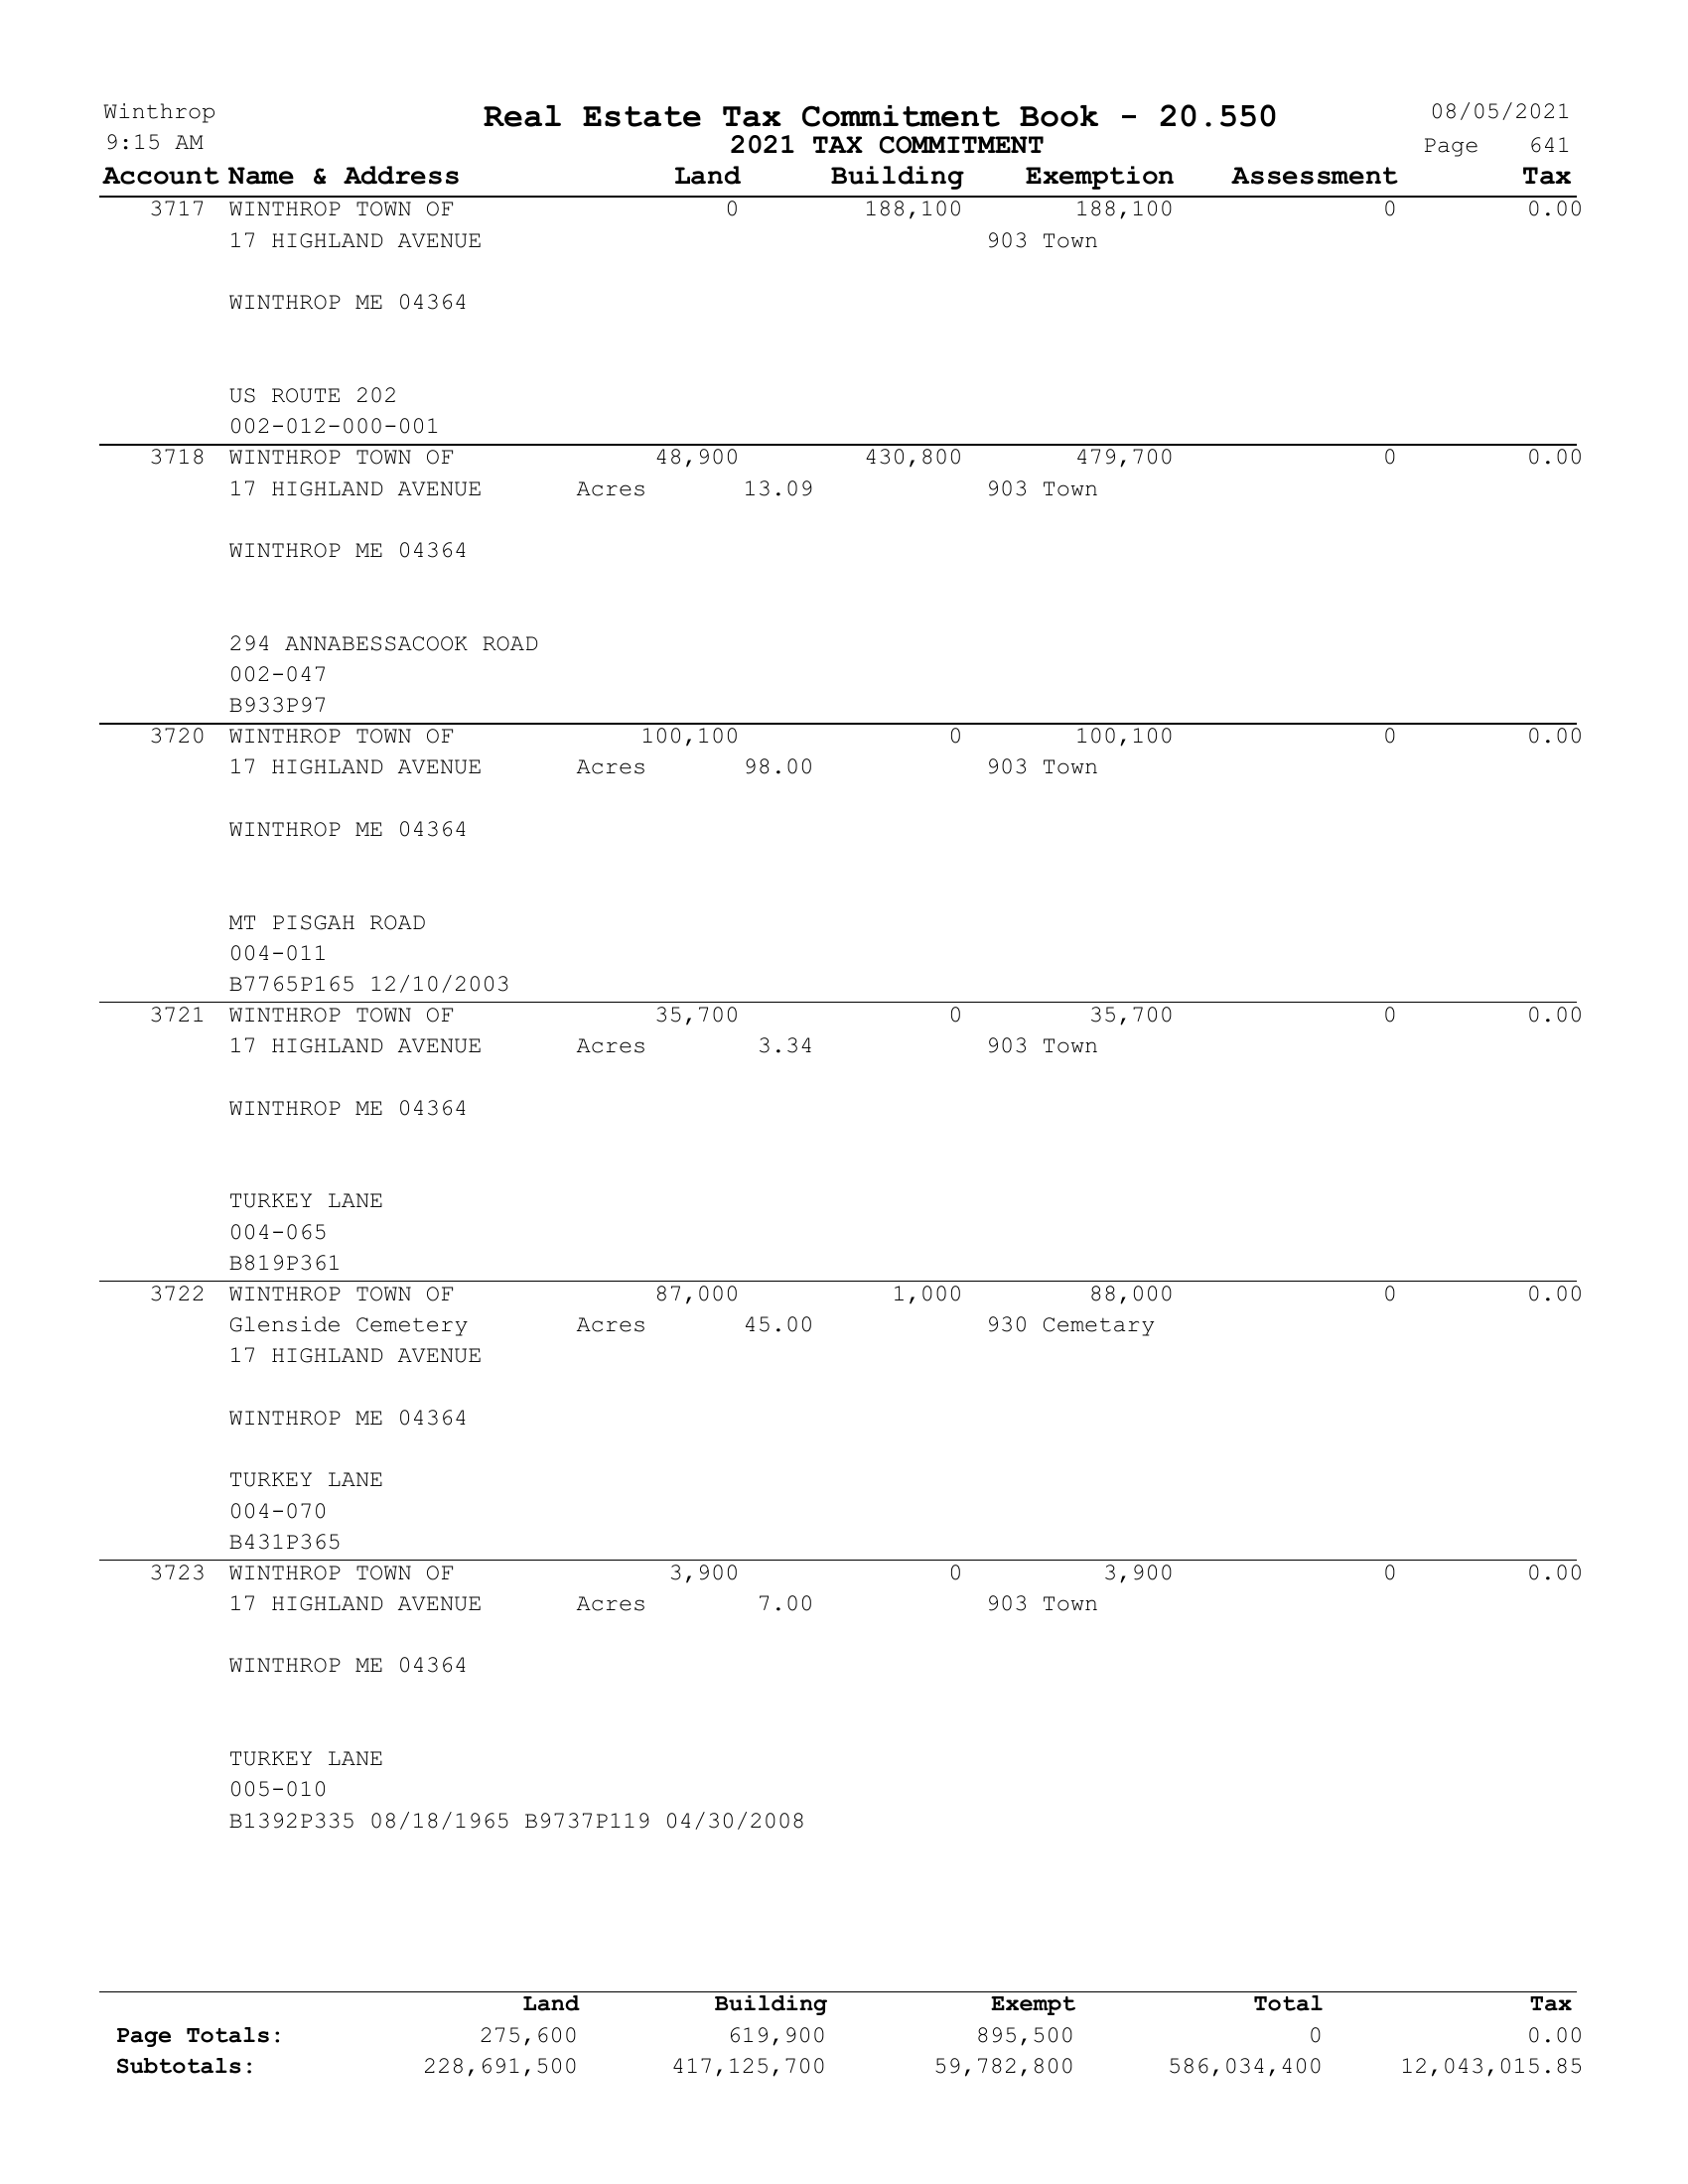 Winthrop Real Estate Tax Commitment Book - 20.550 08/05/2021
9:15 AM 2021 TAX COMMITMENT Page 641
Account Name & Address Land Building Exemption Assessment Tax
3717 WINTHROP TOWN OF 0 188,100 188,100 0 0.00
17 HIGHLAND AVENUE 903 Town
WINTHROP ME 04364
US ROUTE 202
002-012-000-001
3718 WINTHROP TOWN OF 48,900 430,800 479,700 0 0.00
17 HIGHLAND AVENUE Acres 13.09 903 Town
WINTHROP ME 04364
294 ANNABESSACOOK ROAD
002-047
B933P97
3720 WINTHROP TOWN OF 100,100 0 100,100 0 0.00
17 HIGHLAND AVENUE Acres 98.00 903 Town
WINTHROP ME 04364
MT PISGAH ROAD
004-011
B7765P165 12/10/2003
3721 WINTHROP TOWN OF 35,700 0 35,700 0 0.00
17 HIGHLAND AVENUE Acres 3.34 903 Town
WINTHROP ME 04364
TURKEY LANE
004-065
B819P361
3722 WINTHROP TOWN OF 87,000 1,000 88,000 0 0.00
Glenside Cemetery Acres 45.00 930 Cemetary
17 HIGHLAND AVENUE
WINTHROP ME 04364
TURKEY LANE
004-070
B431P365
3723 WINTHROP TOWN OF 3,900 0 3,900 0 0.00
17 HIGHLAND AVENUE Acres 7.00 903 Town
WINTHROP ME 04364
TURKEY LANE
005-010
B1392P335 08/18/1965 B9737P119 04/30/2008
Land Building Exempt Total Tax
Page Totals: 275,600 619,900 895,500 0 0.00
Subtotals: 228,691,500 417,125,700 59,782,800 586,034,400 12,043,015.85